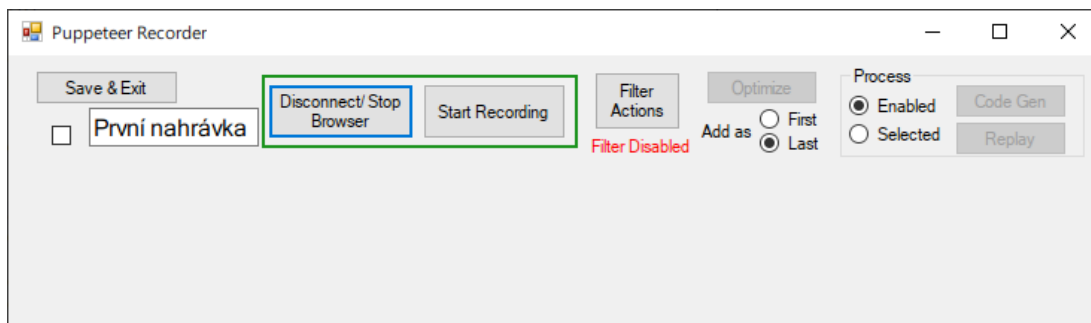 Puppeteer Recorder
Save & Exit
První nahrávka
Disconnect/ Stop
Browser
Start Recording
Filter
Actions
Filter Disabled
Optimize
Add as
First
Last
Process
Enabled
Selected
Code Gen
Replay